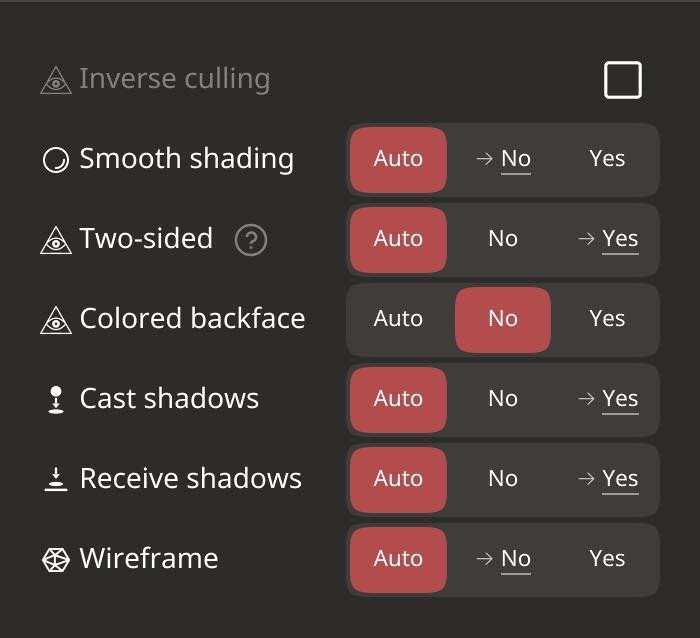 Inverse culling
Smooth shading Auto → No Yes
Two-sided ? Auto No → Yes
Colored backface Auto No Yes
Cast shadows Auto No → Yes
Receive shadows Auto No → Yes
Wireframe Auto → No Yes